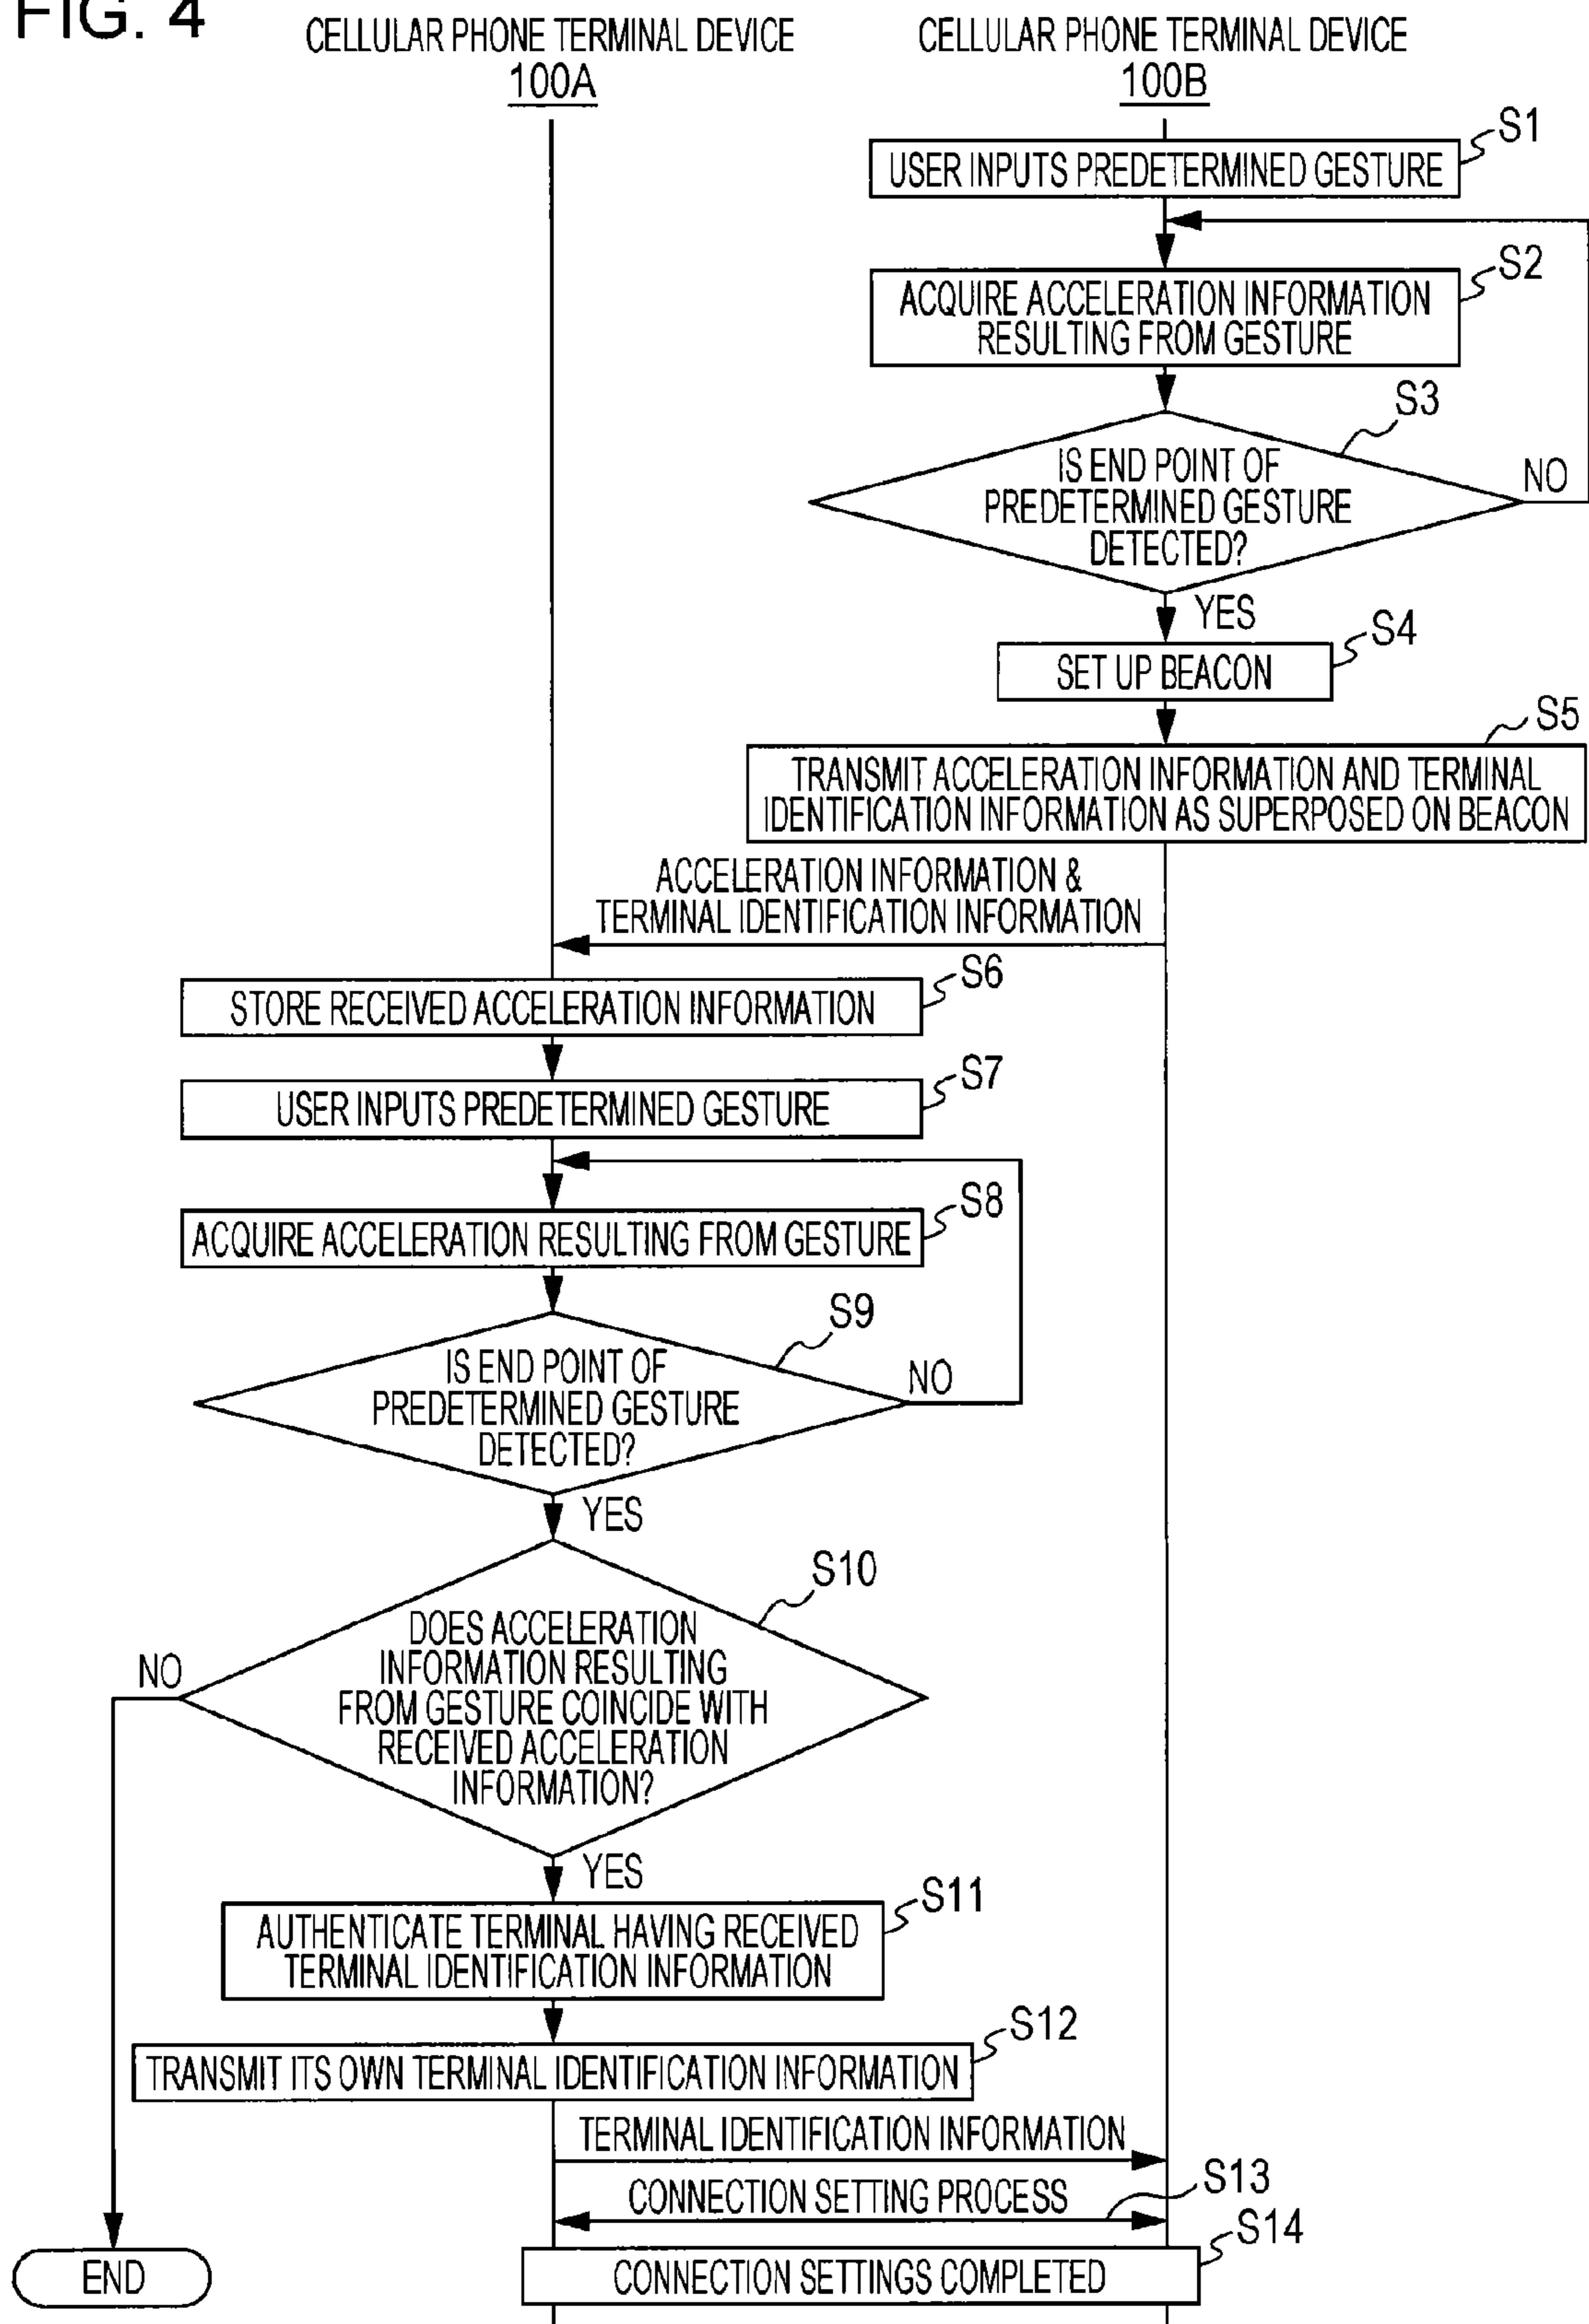 FIG. 4
CELLULAR PHONE TERMINAL DEVICE
100A
CELLULAR PHONE TERMINAL DEVICE
100B
S1
USER INPUTS PREDETERMINED GESTURE
S2
ACQUIRE ACCELERATION INFORMATION
RESULTING FROM GESTURE
S3
IS END POINT OF
PREDETERMINED GESTURE
DETECTED?
NO
YES
S4
SET UP BEACON
S5
TRANSMIT ACCELERATION INFORMATION AND TERMINAL
IDENTIFICATION INFORMATION AS SUPERPOSED ON BEACON
ACCELERATION INFORMATION &
TERMINAL IDENTIFICATION INFORMATION
S6
STORE RECEIVED ACCELERATION INFORMATION
S7
USER INPUTS PREDETERMINED GESTURE
S8
ACQUIRE ACCELERATION RESULTING FROM GESTURE
S9
IS END POINT OF
PREDETERMINED GESTURE
DETECTED?
NO
YES
S10
DOES ACCELERATION
INFORMATION RESULTING
FROM GESTURE COINCIDE WITH
RECEIVED ACCELERATION
INFORMATION?
NO
YES
S11
AUTHENTICATE TERMINAL HAVING RECEIVED
TERMINAL IDENTIFICATION INFORMATION
S12
TRANSMIT ITS OWN TERMINAL IDENTIFICATION INFORMATION
TERMINAL IDENTIFICATION INFORMATION
CONNECTION SETTING PROCESS
S13
S14
CONNECTION SETTINGS COMPLETED
END